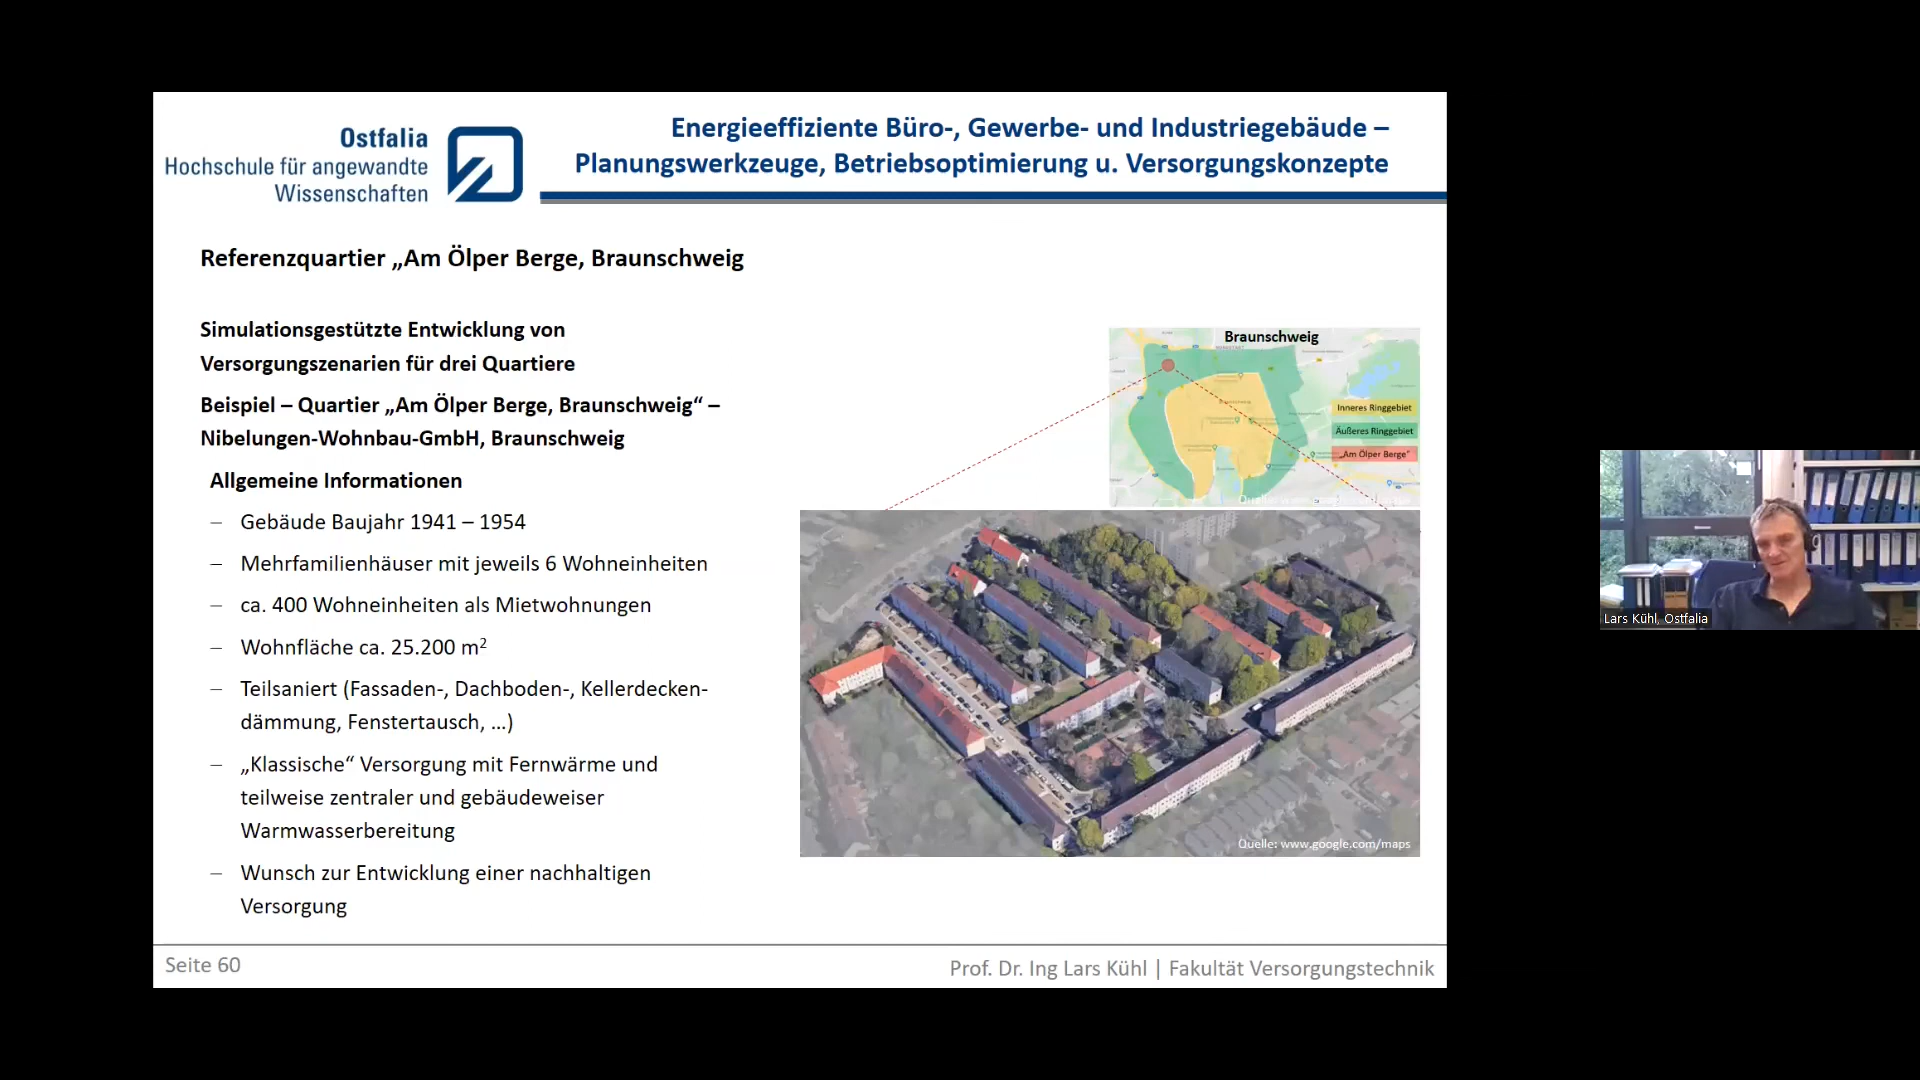 Ostfalia
Hochschule für angewandte
Wissenschaften
Energieeffiziente Büro-, Gewerbe- und Industriegebäude –
Planungswerkzeuge, Betriebsoptimierung u. Versorgungskonzepte
Referenzquartier „Am Ölper Berge, Braunschweig
Simulationsgestützte Entwicklung von
Versorgungszenarien für drei Quartiere
Beispiel – Quartier „Am Ölper Berge, Braunschweig“ –
Nibelungen-Wohnbau-GmbH, Braunschweig
Allgemeine Informationen
– Gebäude Baujahr 1941 – 1954
– Mehrfamilienhäuser mit jeweils 6 Wohneinheiten
– ca. 400 Wohneinheiten als Mietwohnungen
– Wohnfläche ca. 25.200 m²
– Teilsaniert (Fassaden-, Dachboden-, Kellerdecken-
dämmung, Fenstertausch, …)
– „Klassische“ Versorgung mit Fernwärme und
teilweise zentraler und gebäudeweiser
Warmwasserbereitung
– Wunsch zur Entwicklung einer nachhaltigen
Versorgung
Braunschweig
Inneres Ringgebiet
Äußeres Ringgebiet
„Am Ölper Berge“
Quelle: www.google.com/maps
Lars Kühl, Ostfalia
Seite 60
Prof. Dr. Ing Lars Kühl | Fakultät Versorgungstechnik